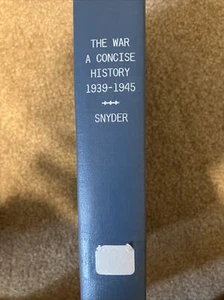 THE WAR
A CONCISE
HISTORY
1939-1945
SNYDER